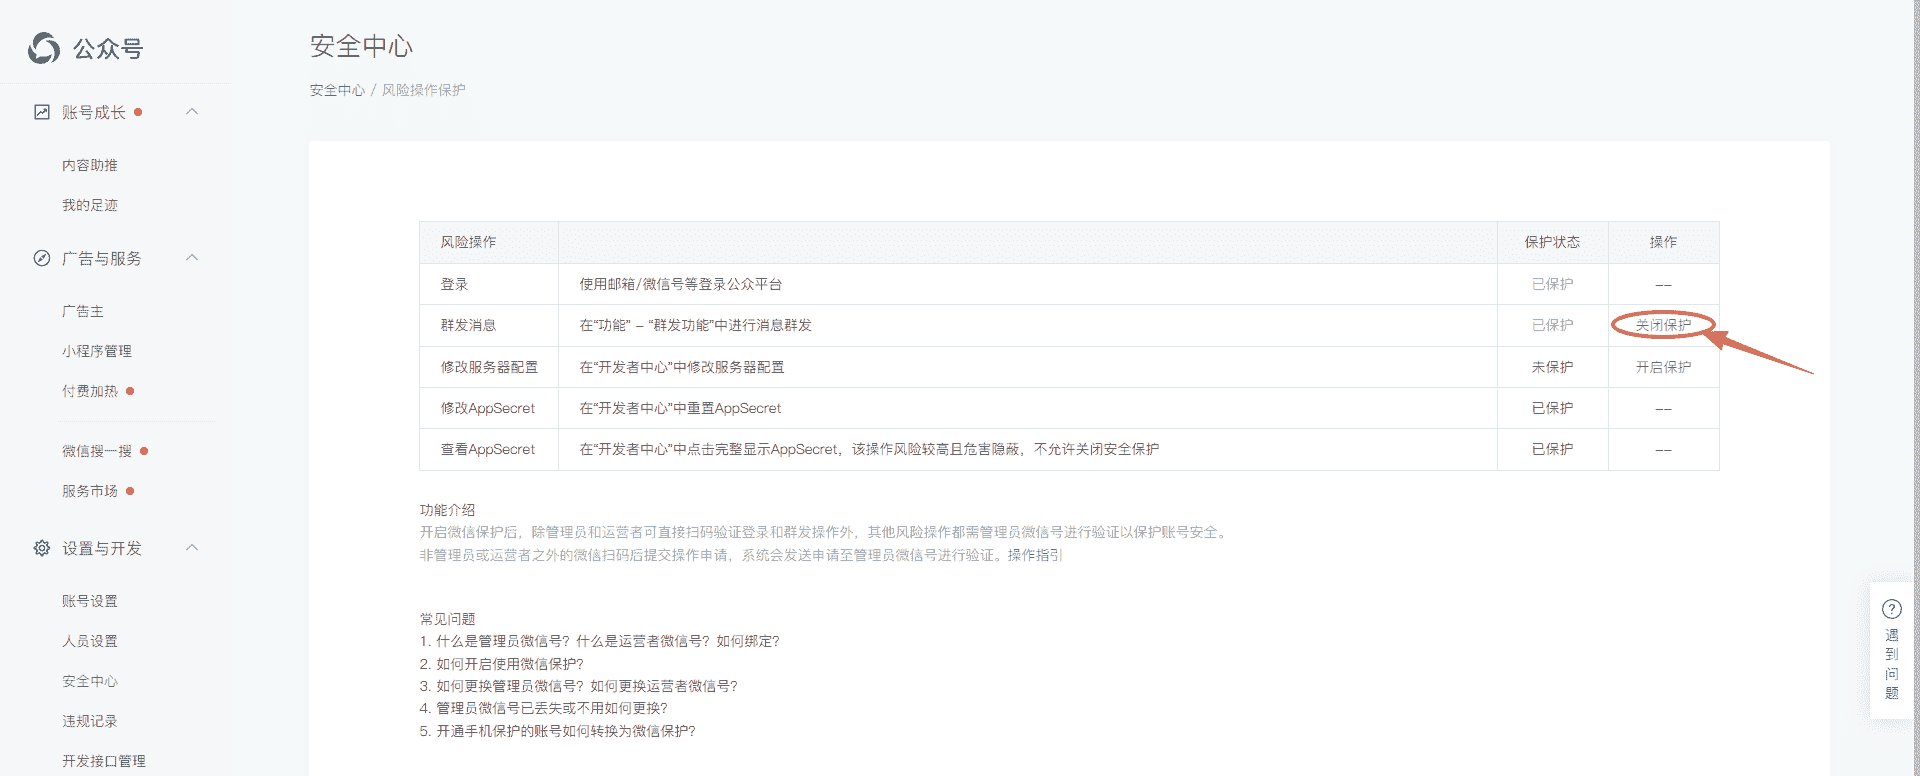 公众号
账号成长
内容助推
我的足迹
广告与服务
广告主
小程序管理
付费加热
微信搜一搜
服务市场
设置与开发
账号设置
人员设置
安全中心
违规记录
开发接口管理
安全中心
安全中心 / 风险操作保护
风险操作 保护状态 操作
登录 使用邮箱/微信号等登录公众平台 已保护 --
群发消息 在“功能” - “群发功能”中进行消息群发 已保护 关闭保护
修改服务器配置 在“开发者中心”中修改服务器配置 未保护 开启保护
修改AppSecret 在“开发者中心”中重置AppSecret 已保护 --
查看AppSecret 在“开发者中心”中点击完整显示AppSecret，该操作风险较高且危害隐蔽，不允许关闭安全保护 已保护 --
功能介绍
开启微信保护后，除管理员和运营者可直接扫码验证登录和群发操作外，其他风险操作都需管理员微信号进行验证以保护账号安全。
非管理员或运营者之外的微信扫码后提交操作申请，系统会发送申请至管理员微信号进行验证。操作指引
常见问题
1. 什么是管理员微信号？什么是运营者微信号？如何绑定？
2. 如何开启使用微信保护？
3. 如何更换管理员微信号？如何更换运营者微信号？
4. 管理员微信号已丢失或不用如何更换？
5. 开通手机保护的账号如何转换为微信保护？
?
遇
到
问
题